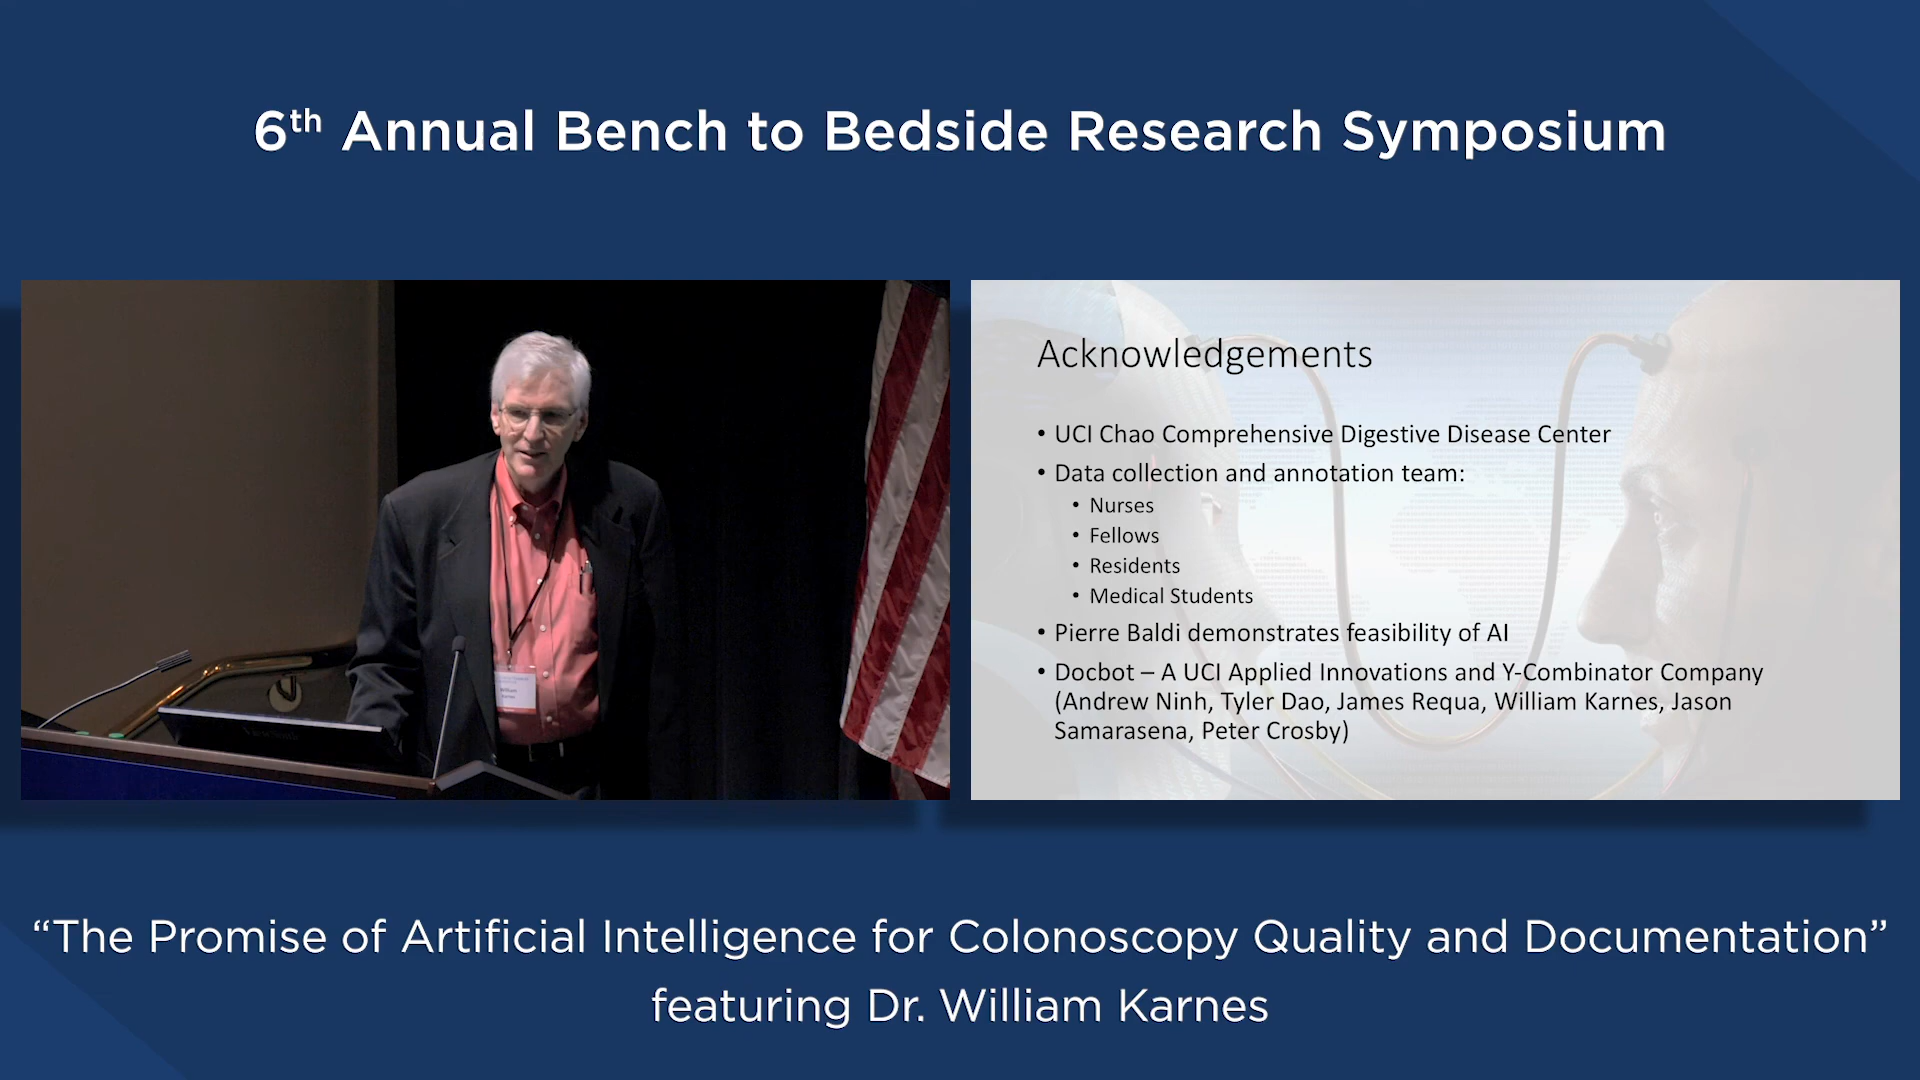 6th Annual Bench to Bedside Research Symposium
William
Acknowledgements
• UCI Chao Comprehensive Digestive Disease Center
• Data collection and annotation team:
• Nurses
• Fellows
• Residents
• Medical Students
• Pierre Baldi demonstrates feasibility of AI
• Docbot – A UCI Applied Innovations and Y-Combinator Company
(Andrew Ninh, Tyler Dao, James Requa, William Karnes, Jason
Samarasena, Peter Crosby)
“The Promise of Artificial Intelligence for Colonoscopy Quality and Documentation”
featuring Dr. William Karnes